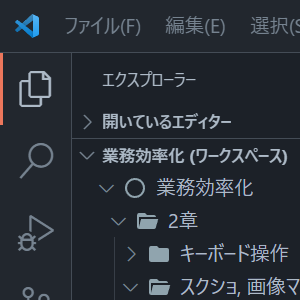 ファイル(F) 編集(E) 選択(S
エクスプローラー
開いているエディター
業務効率化 (ワークスペース)
業務効率化
2章
キーボード操作
スクショ, 画像マ